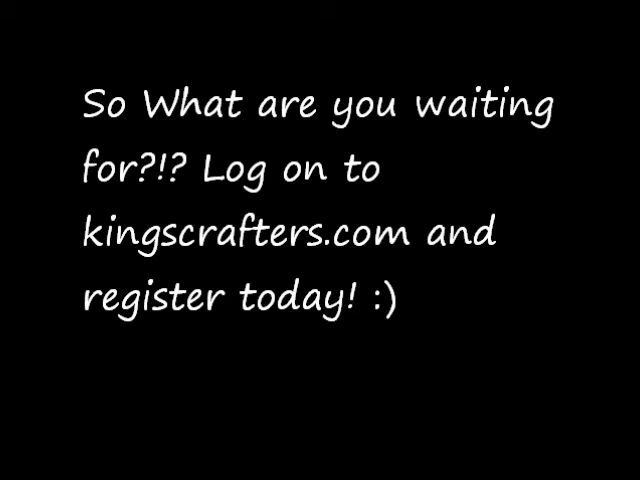 So What are you waiting
for?!? Log on to
kingscrafters.com and
register today! :)